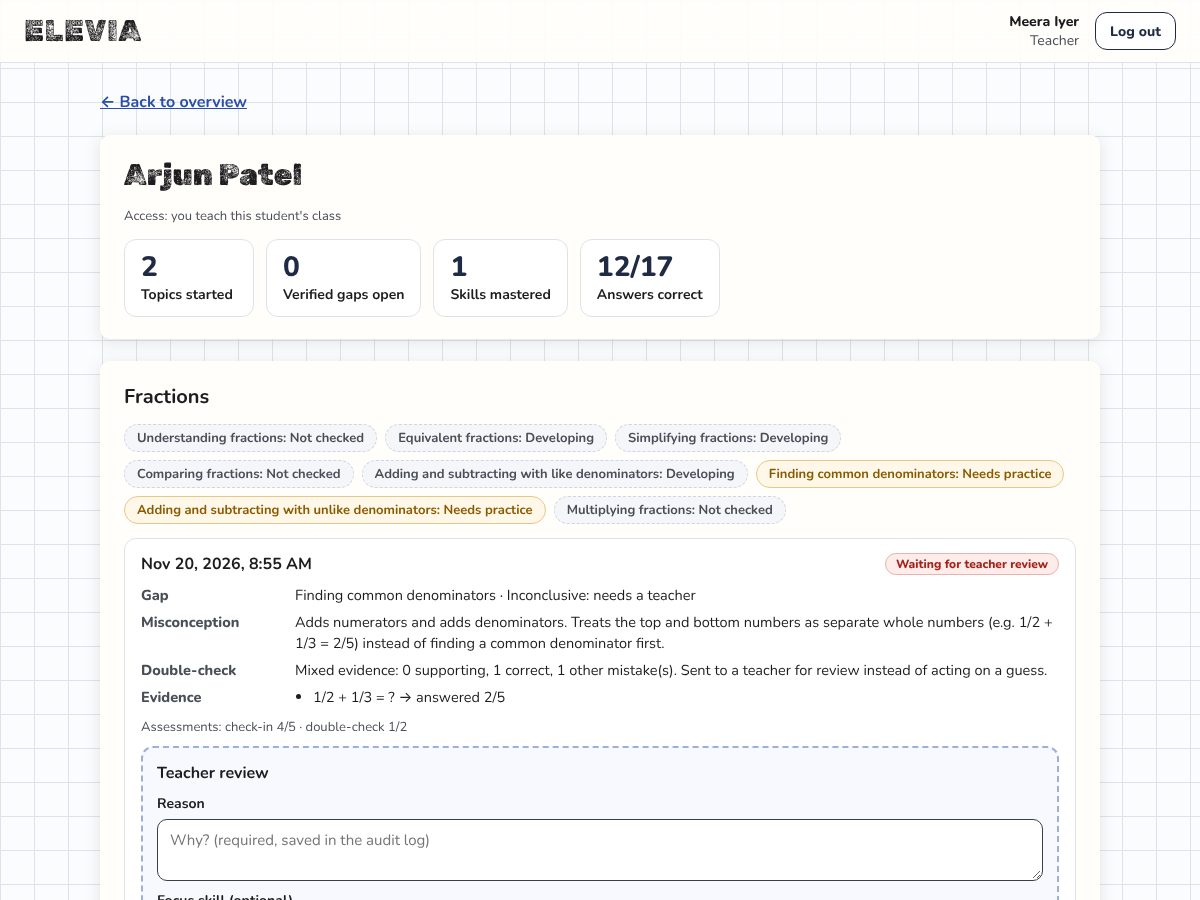 ELEVIA
Meera Iyer
Teacher
Log out
← Back to overview
Arjun Patel
Access: you teach this student's class
2
Topics started
0
Verified gaps open
1
Skills mastered
12/17
Answers correct
Fractions
Understanding fractions: Not checked
Equivalent fractions: Developing
Simplifying fractions: Developing
Comparing fractions: Not checked
Adding and subtracting with like denominators: Developing
Finding common denominators: Needs practice
Adding and subtracting with unlike denominators: Needs practice
Multiplying fractions: Not checked
Nov 20, 2026, 8:55 AM
Waiting for teacher review
Gap
Finding common denominators · Inconclusive: needs a teacher
Misconception
Adds numerators and adds denominators. Treats the top and bottom numbers as separate whole numbers (e.g. 1/2 +
1/3 = 2/5) instead of finding a common denominator first.
Double-check
Mixed evidence: 0 supporting, 1 correct, 1 other mistake(s). Sent to a teacher for review instead of acting on a guess.
Evidence
• 1/2 + 1/3 = ? → answered 2/5
Assessments: check-in 4/5 · double-check 1/2
Teacher review
Reason
Why? (required, saved in the audit log)
Focus skill (optional)